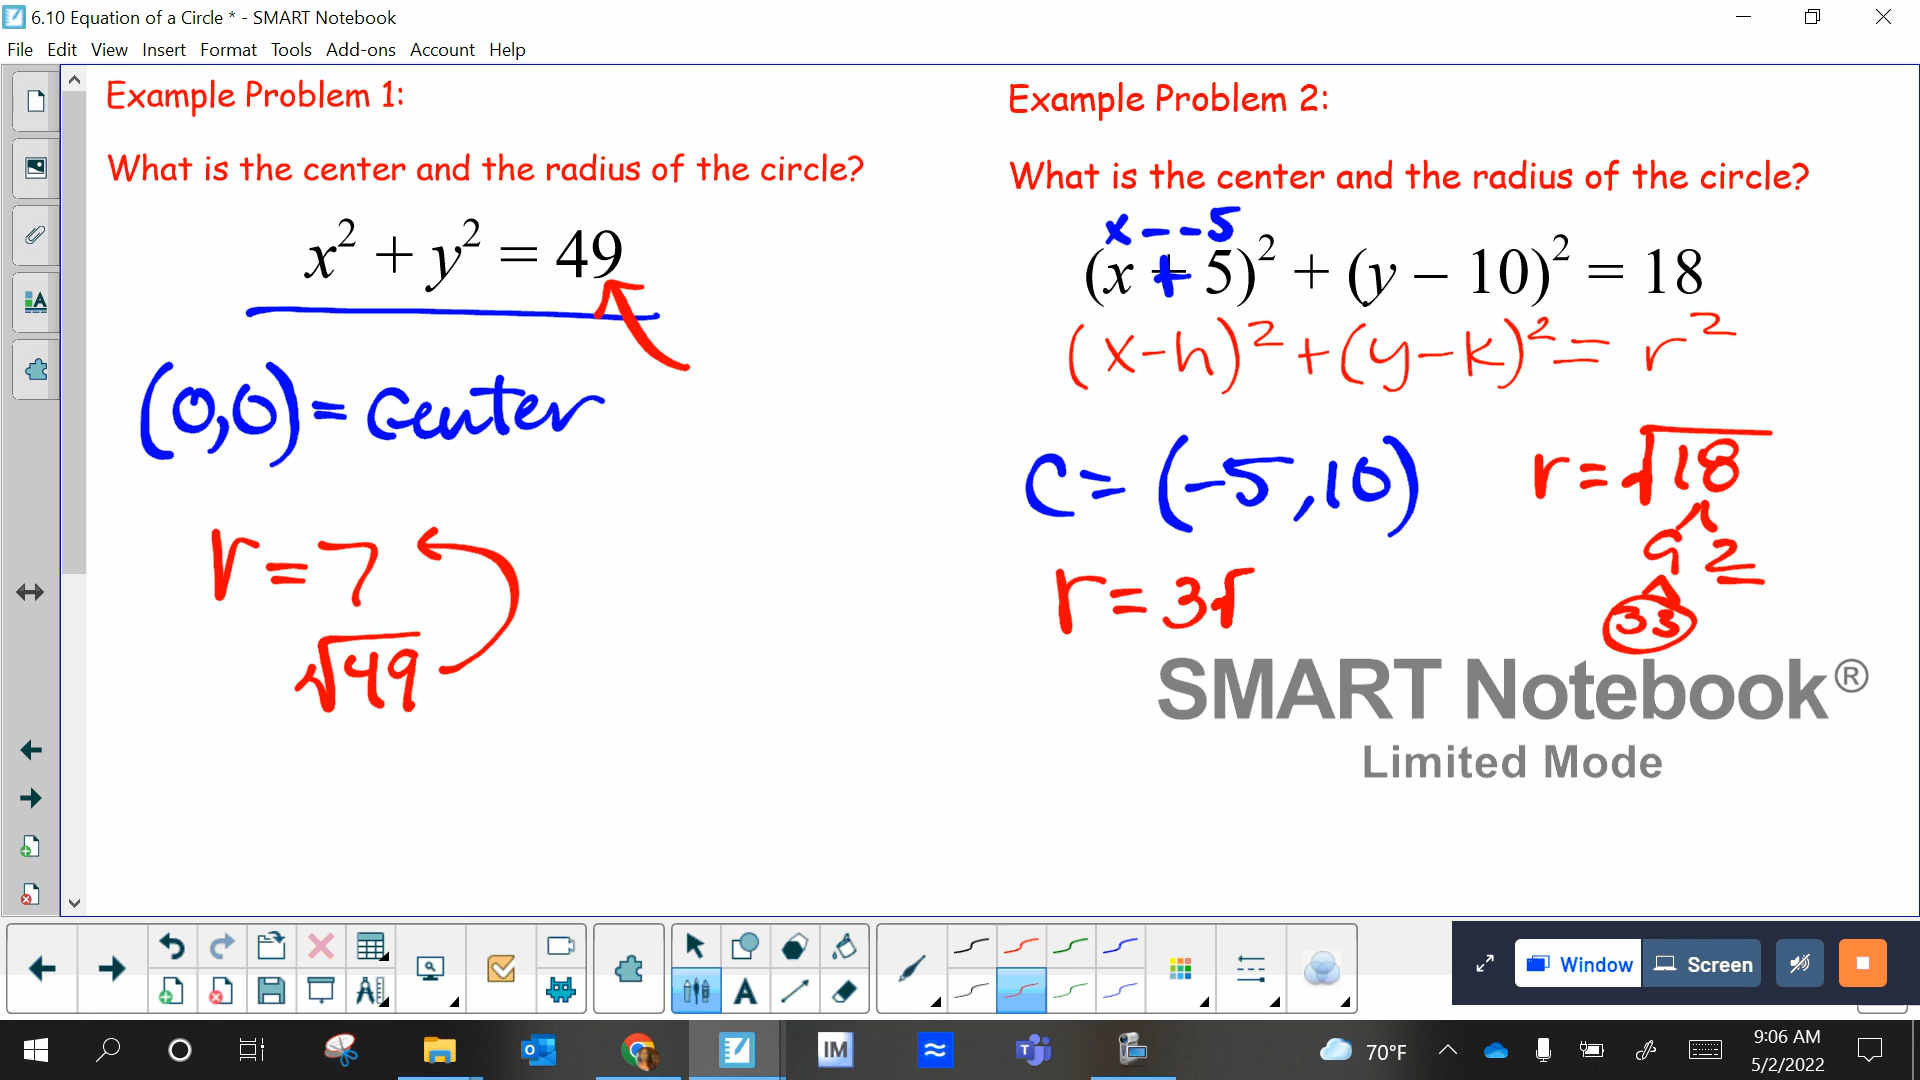 6.10 Equation of a Circle * - SMART Notebook
File Edit View Insert Format Tools Add-ons Account Help
Example Problem 1:
What is the center and the radius of the circle?
x² + y² = 49
(0,0) = center
r = 7
√49
Example Problem 2:
What is the center and the radius of the circle?
x - -5
(x + 5)² + (y – 10)² = 18
(x-h)² + (y-k)² = r²
c = (-5, 10)
r = √18
9 2
33
r = 3√
SMART Notebook®
Limited Mode
Window Screen
IM
70°F
9:06 AM
5/2/2022